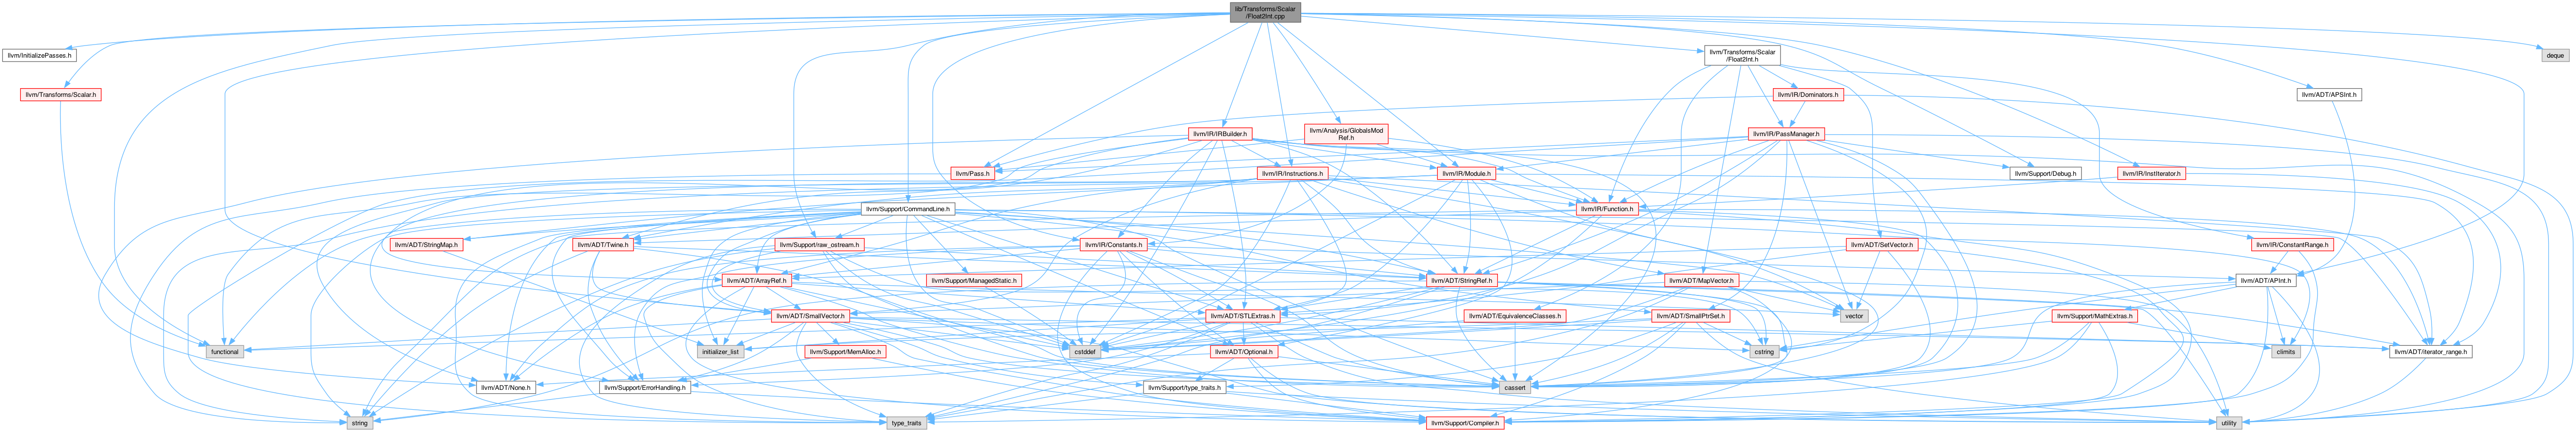 lib/Transforms/Scalar
/Float2Int.cpp
llvm/InitializePasses.h
llvm/Transforms/Scalar
/Float2Int.h
deque
llvm/Transforms/Scalar.h
llvm/IR/Dominators.h
llvm/ADT/APSInt.h
llvm/IR/IRBuilder.h
llvm/Analysis/GlobalsMod
Ref.h
llvm/IR/PassManager.h
llvm/Pass.h
llvm/IR/Instructions.h
llvm/IR/Module.h
llvm/Support/Debug.h
llvm/IR/InstIterator.h
llvm/Support/CommandLine.h
llvm/IR/Function.h
llvm/ADT/StringMap.h
llvm/ADT/Twine.h
llvm/Support/raw_ostream.h
llvm/IR/Constants.h
llvm/ADT/SetVector.h
llvm/IR/ConstantRange.h
llvm/ADT/ArrayRef.h
llvm/Support/ManagedStatic.h
llvm/ADT/StringRef.h
llvm/ADT/MapVector.h
llvm/ADT/APInt.h
llvm/ADT/SmallVector.h
llvm/ADT/STLExtras.h
llvm/ADT/EquivalenceClasses.h
llvm/ADT/SmallPtrSet.h
vector
llvm/Support/MathExtras.h
functional
initializer_list
llvm/Support/MemAlloc.h
cstddef
llvm/ADT/Optional.h
cstring
climits
llvm/ADT/iterator_range.h
llvm/ADT/None.h
llvm/Support/ErrorHandling.h
llvm/Support/type_traits.h
cassert
string
type_traits
llvm/Support/Compiler.h
utility